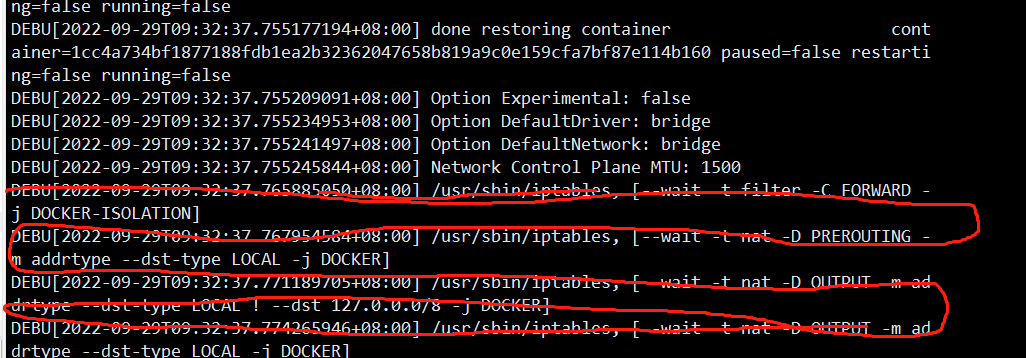 ng=false running=false
DEBU[2022-09-29T09:32:37.755177194+08:00] done restoring container cont
ainer=1cc4a734bf1877188fdb1ea2b32362047658b819a9c0e159cfa7bf87e114b160 paused=false restarti
ng=false running=false
DEBU[2022-09-29T09:32:37.755209091+08:00] Option Experimental: false
DEBU[2022-09-29T09:32:37.755234953+08:00] Option DefaultDriver: bridge
DEBU[2022-09-29T09:32:37.755241497+08:00] Option DefaultNetwork: bridge
DEBU[2022-09-29T09:32:37.755245844+08:00] Network Control Plane MTU: 1500
DEBU[2022-09-29T09:32:37.765885050+08:00] /usr/sbin/iptables, [--wait -t filter -C FORWARD -
j DOCKER-ISOLATION]
DEBU[2022-09-29T09:32:37.767954584+08:00] /usr/sbin/iptables, [--wait -t nat -D PREROUTING -
m addrtype --dst-type LOCAL -j DOCKER]
DEBU[2022-09-29T09:32:37.771189705+08:00] /usr/sbin/iptables, [--wait -t nat -D OUTPUT -m ad
drtype --dst-type LOCAL ! --dst 127.0.0.0/8 -j DOCKER]
DEBU[2022-09-29T09:32:37.774265946+08:00] /usr/sbin/iptables, [--wait -t nat -D OUTPUT -m ad
drtype --dst-type LOCAL -j DOCKER]